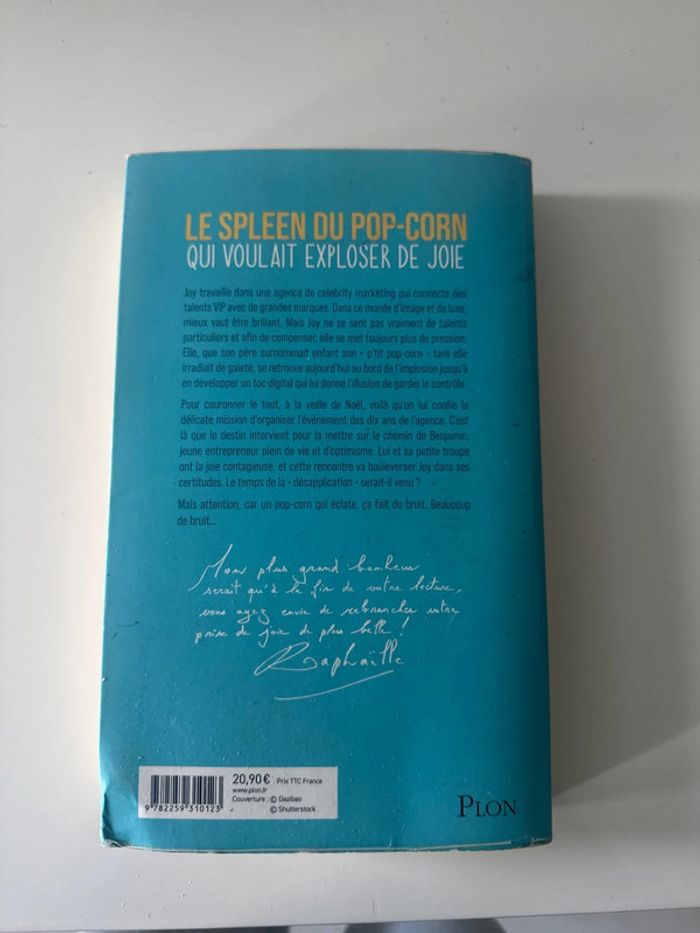 LE SPLEEN DU POP-CORN
QUI VOULAIT EXPLOSER DE JOIE
Joy travaille dans une agence de celebrity marketing qui connecte des
talents VIP avec de grandes marques. Dans ce monde d'image et de luxe,
mieux vaut être brillant. Mais Joy ne se sent pas vraiment de talents
particuliers et afin de compenser, elle se met toujours plus de pression.
Elle, que son père surnommait enfant son « p'tit pop-corn » tant elle
irradiait de gaieté, se retrouve aujourd'hui au bord de l'implosion jusqu'à
en développer un toc digital qui lui donne l'illusion de garder le contrôle.
Pour couronner le tout, à la veille de Noël, voilà qu'on lui confie la
délicate mission d'organiser l'événement des dix ans de l'agence. C'est
là que le destin intervient pour la mettre sur le chemin de Benjamin,
jeune entrepreneur plein de vie et d'optimisme. Lui et sa petite troupe
ont la joie contagieuse, et cette rencontre va bouleverser Joy dans ses
certitudes. Le temps de la « désapplication » serait-il venu ?
Mais attention, car un pop-corn qui éclate, ça fait du bruit. Beaucoup
de bruit...
Mon plus grand bonheur
serait qu'à la fin de votre lecture,
vous ayez envie de rebrancher votre
prise de joie de plus belle !
Raphaëlle
20,90 € Prix TTC France
www.plon.fr
Couverture : © Dazibao
© Shutterstock
9 782259 310123
PLON